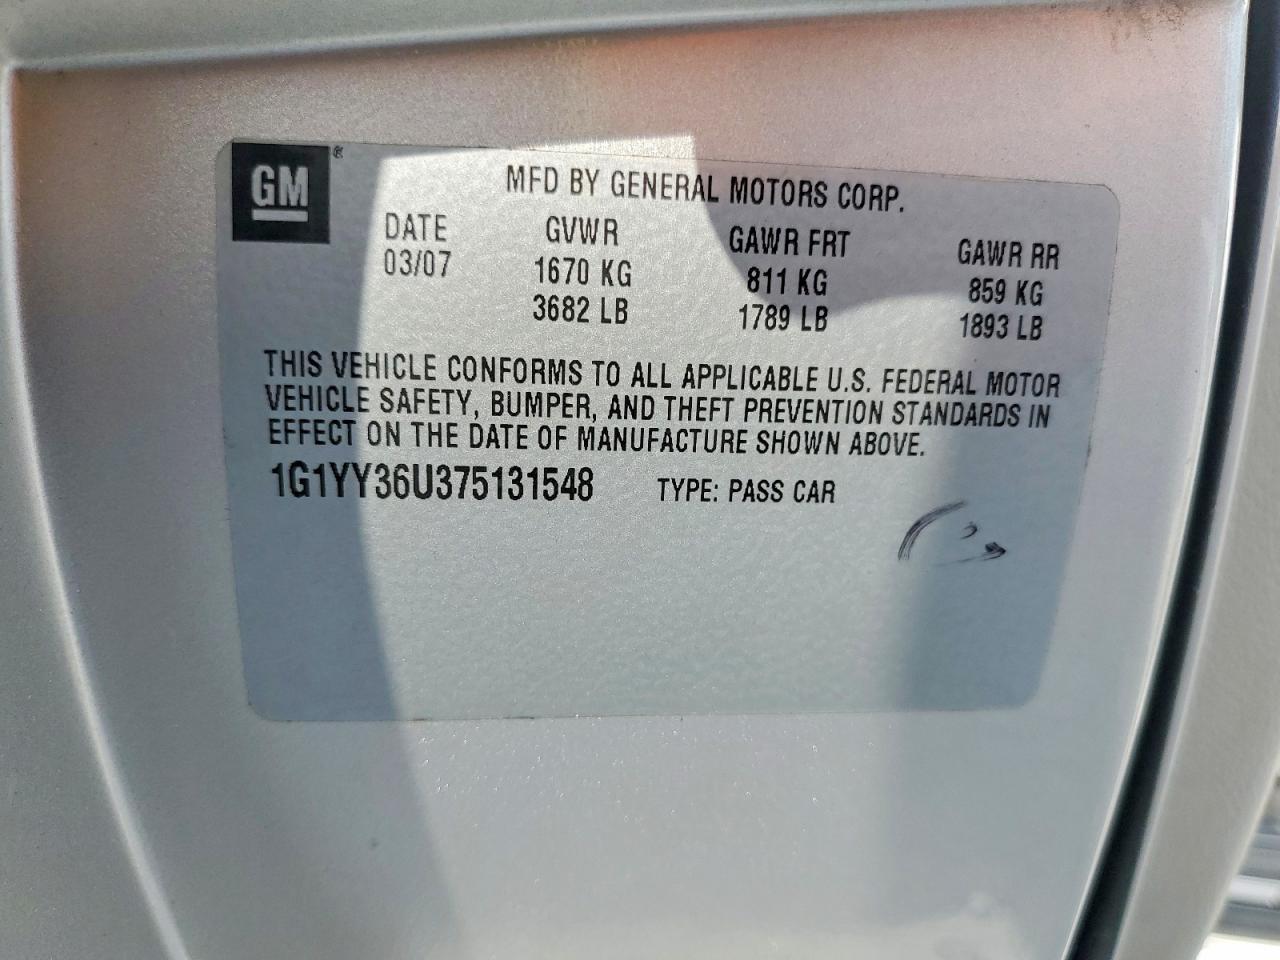 GM ®
MFD BY GENERAL MOTORS CORP.
DATE GVWR GAWR FRT GAWR RR
03/07 1670 KG 811 KG 859 KG
3682 LB 1789 LB 1893 LB
THIS VEHICLE CONFORMS TO ALL APPLICABLE U.S. FEDERAL MOTOR
VEHICLE SAFETY, BUMPER, AND THEFT PREVENTION STANDARDS IN
EFFECT ON THE DATE OF MANUFACTURE SHOWN ABOVE.
1G1YY36U375131548 TYPE: PASS CAR